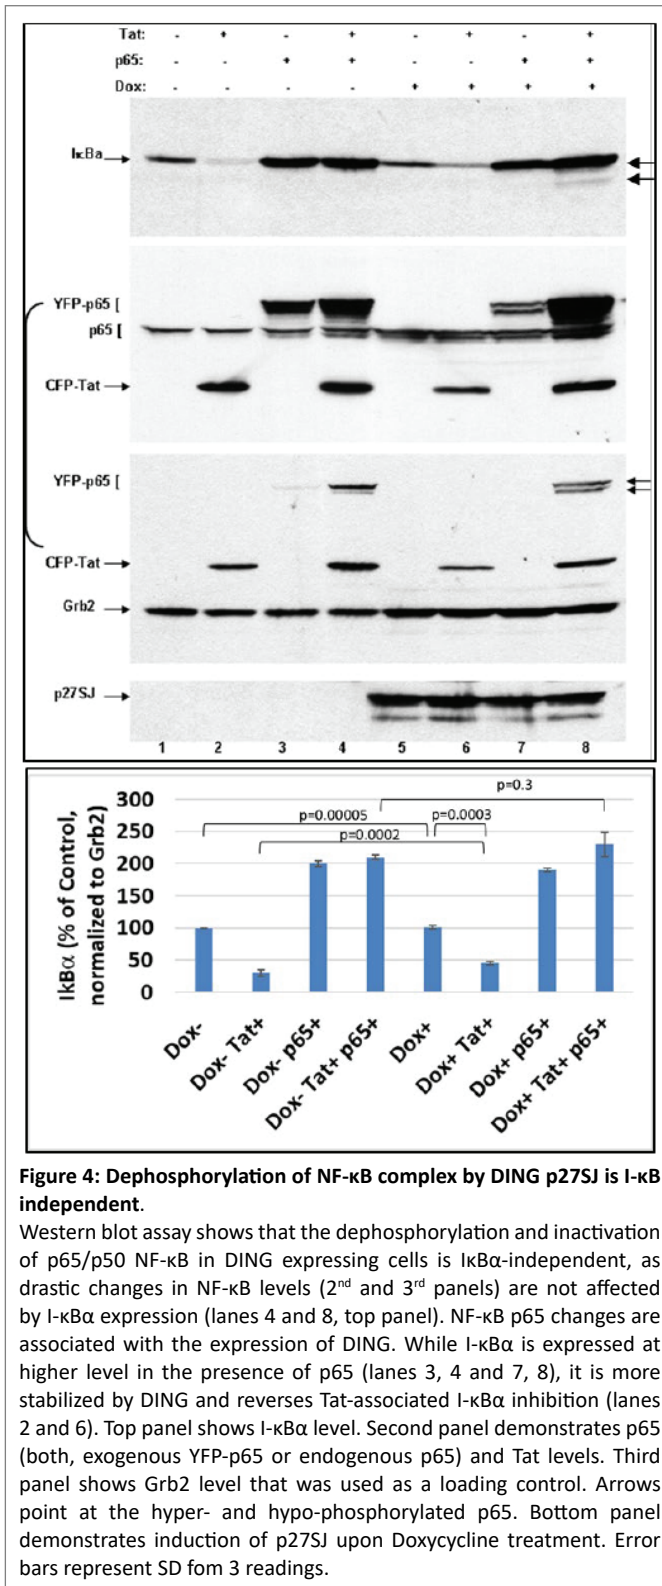 Tat: - + - + - + - +
p65: - - + + - - + +
Dox: - - - - + + + +
IκBa
YFP-p65 [
p65 [
CFP-Tat
YFP-p65 [
CFP-Tat
Grb2
p27SJ
1 2 3 4 5 6 7 8
IkBα (% of Control,
normalized to Grb2)
300
250
200
150
100
50
0
p=0.3
p=0.00005
p=0.0003
p=0.0002
Dox-
Dox- Tat+
Dox- p65+
Dox- Tat+ p65+
Dox+
Dox+ Tat+
Dox+ p65+
Dox+ Tat+ p65+
Figure 4: Dephosphorylation of NF-κB complex by DING p27SJ is I-κB
independent.
Western blot assay shows that the dephosphorylation and inactivation
of p65/p50 NF-κB in DING expressing cells is IκBα-independent, as
drastic changes in NF-κB levels (2nd and 3rd panels) are not affected
by I-κBα expression (lanes 4 and 8, top panel). NF-κB p65 changes are
associated with the expression of DING. While I-κBα is expressed at
higher level in the presence of p65 (lanes 3, 4 and 7, 8), it is more
stabilized by DING and reverses Tat-associated I-κBα inhibition (lanes
2 and 6). Top panel shows I-κBα level. Second panel demonstrates p65
(both, exogenous YFP-p65 or endogenous p65) and Tat levels. Third
panel shows Grb2 level that was used as a loading control. Arrows
point at the hyper- and hypo-phosphorylated p65. Bottom panel
demonstrates induction of p27SJ upon Doxycycline treatment. Error
bars represent SD fom 3 readings.